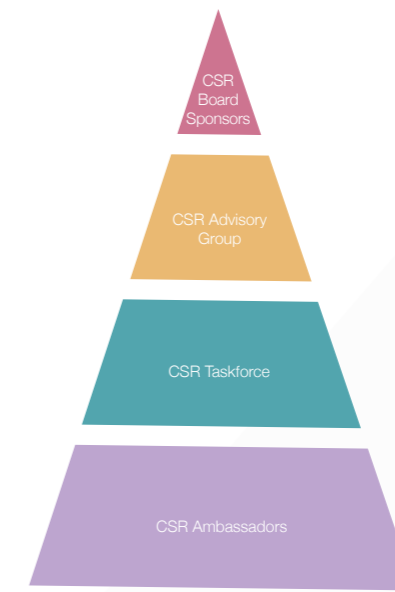 CSR
Board
Sponsors
CSR Advisory
Group
CSR Taskforce
CSR Ambassadors